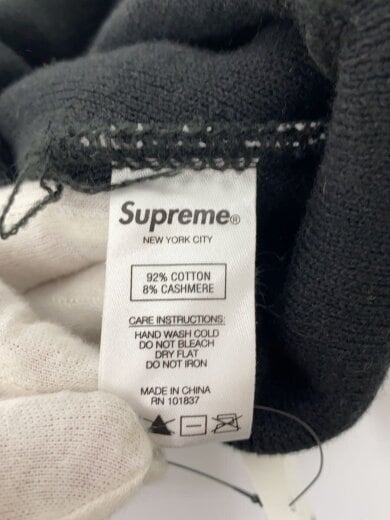 Supreme®
NEW YORK CITY
92% COTTON
8% CASHMERE
CARE INSTRUCTIONS:
HAND WASH COLD
DO NOT BLEACH
DRY FLAT
DO NOT IRON
MADE IN CHINA
RN 101837